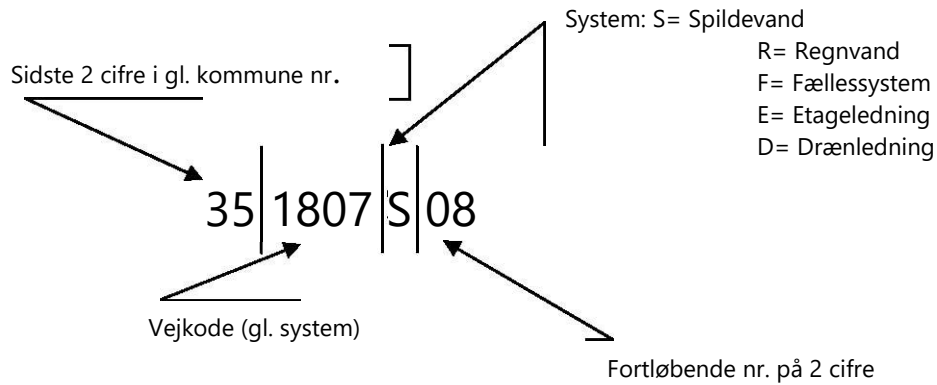 System: S= Spildevand
R= Regnvand
F= Fællessystem
E= Etageledning
D= Drænledning
Sidste 2 cifre i gl. kommune nr.
35 1807 S 08
Vejkode (gl. system)
Fortløbende nr. på 2 cifre